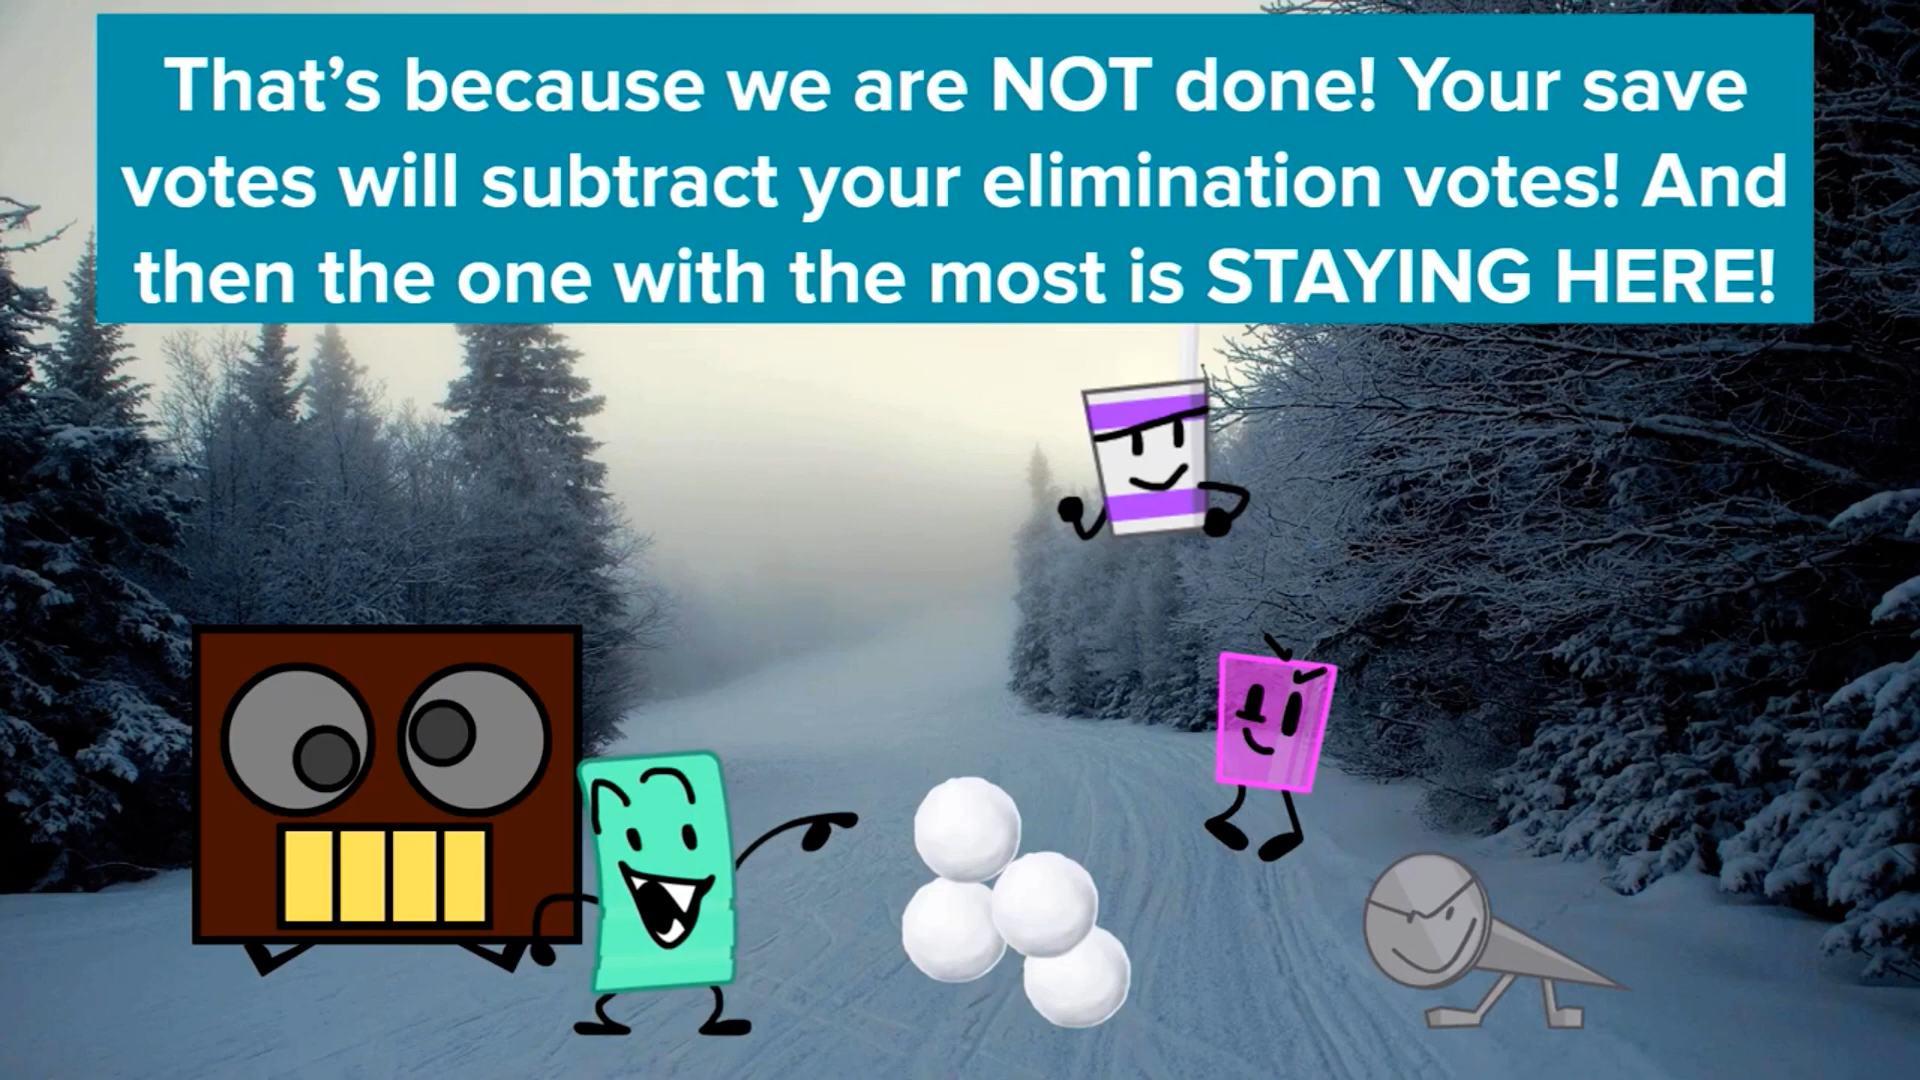 That’s because we are NOT done! Your save
votes will subtract your elimination votes! And
then the one with the most is STAYING HERE!